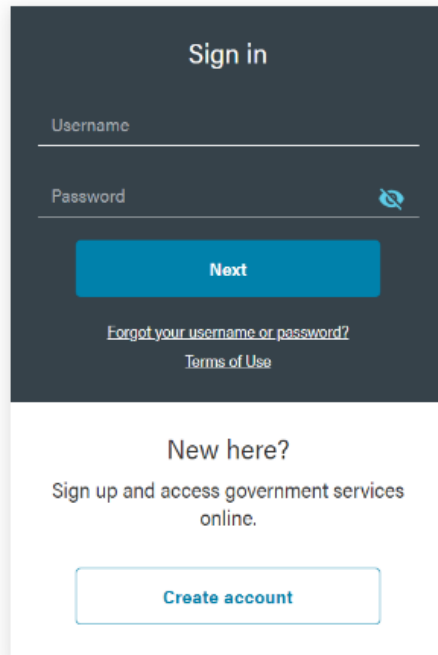 Sign in
Username
Password
Next
Forgot your username or password?
Terms of Use
New here?
Sign up and access government services
online.
Create account